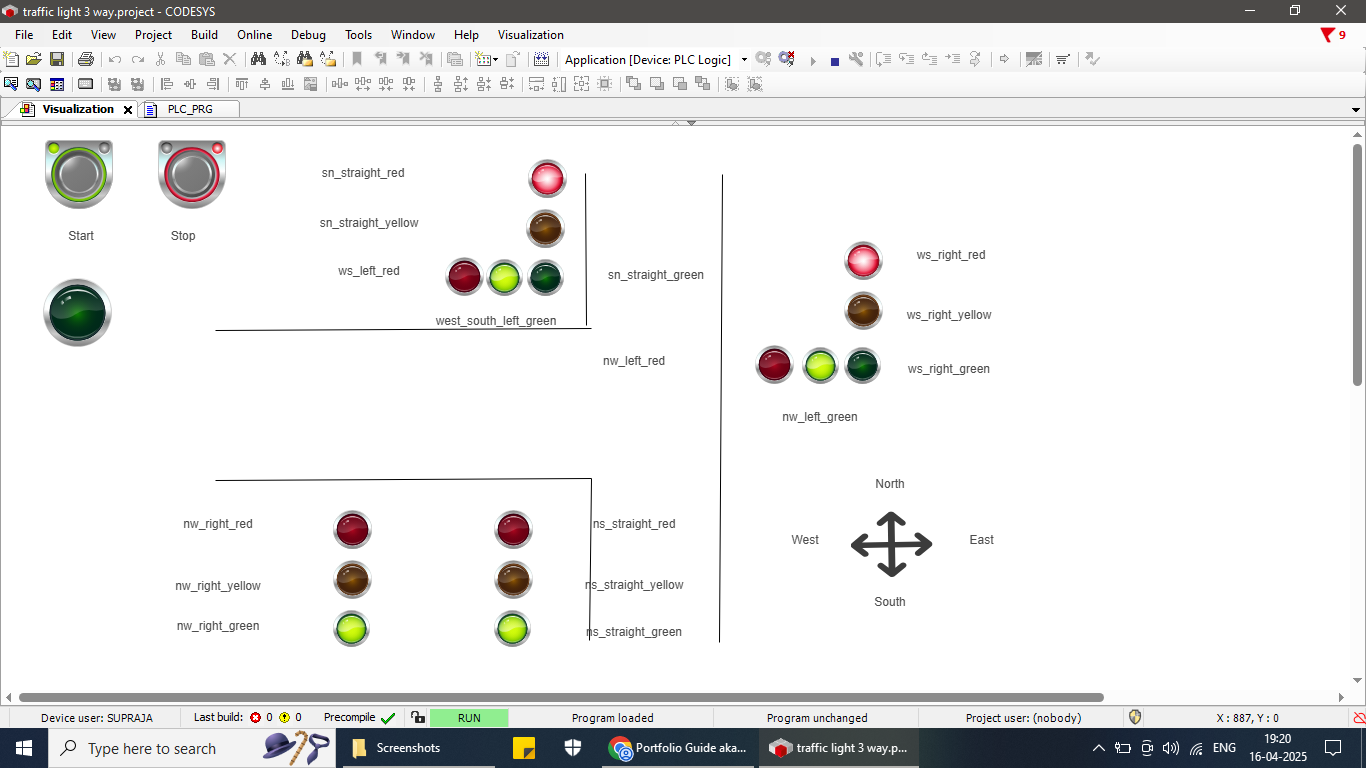 traffic light 3 way.project - CODESYS
File Edit View Project Build Online Debug Tools Window Help Visualization
9
Application [Device: PLC Logic]
Visualization PLC_PRG
sn_straight_red
sn_straight_yellow
Start Stop
ws_left_red
sn_straight_green
west_south_left_green
nw_left_red
ws_right_red
ws_right_yellow
ws_right_green
nw_left_green
North
West East
South
nw_right_red
ns_straight_red
nw_right_yellow
ns_straight_yellow
nw_right_green
ns_straight_green
Device user: SUPRAJA Last build: 0 0 Precompile RUN Program loaded Program unchanged Project user: (nobody) X : 887, Y : 0
Type here to search Screenshots Portfolio Guide aka... traffic light 3 way.p... ENG 19:20
16-04-2025